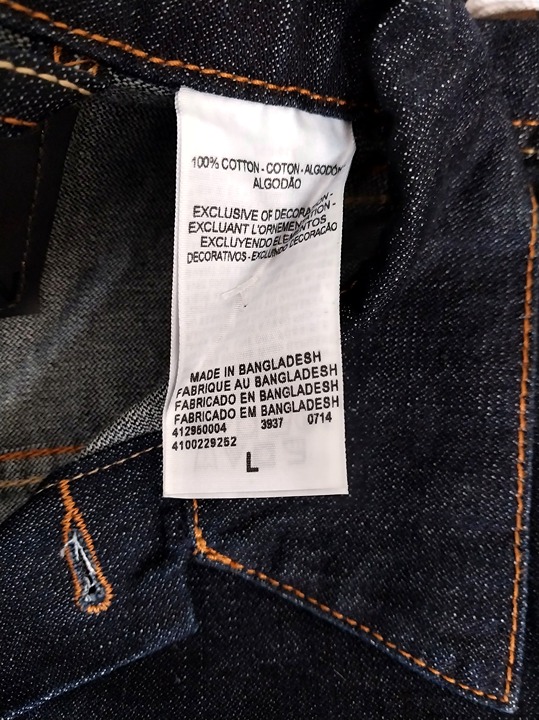 100% COTTON - COTON - ALGODÓN
ALGODÃO
EXCLUSIVE OF DECORATION -
EXCLUANT L'ORNEMENTATION -
EXCLUYENDO ELEMENTOS
DECORATIVOS - EXCLUINDO DECORACAO
MADE IN BANGLADESH
FABRIQUE AU BANGLADESH
FABRICADO EN BANGLADESH
FABRICADO EM BANGLADESH
412950004 3937 0714
4100229252
L